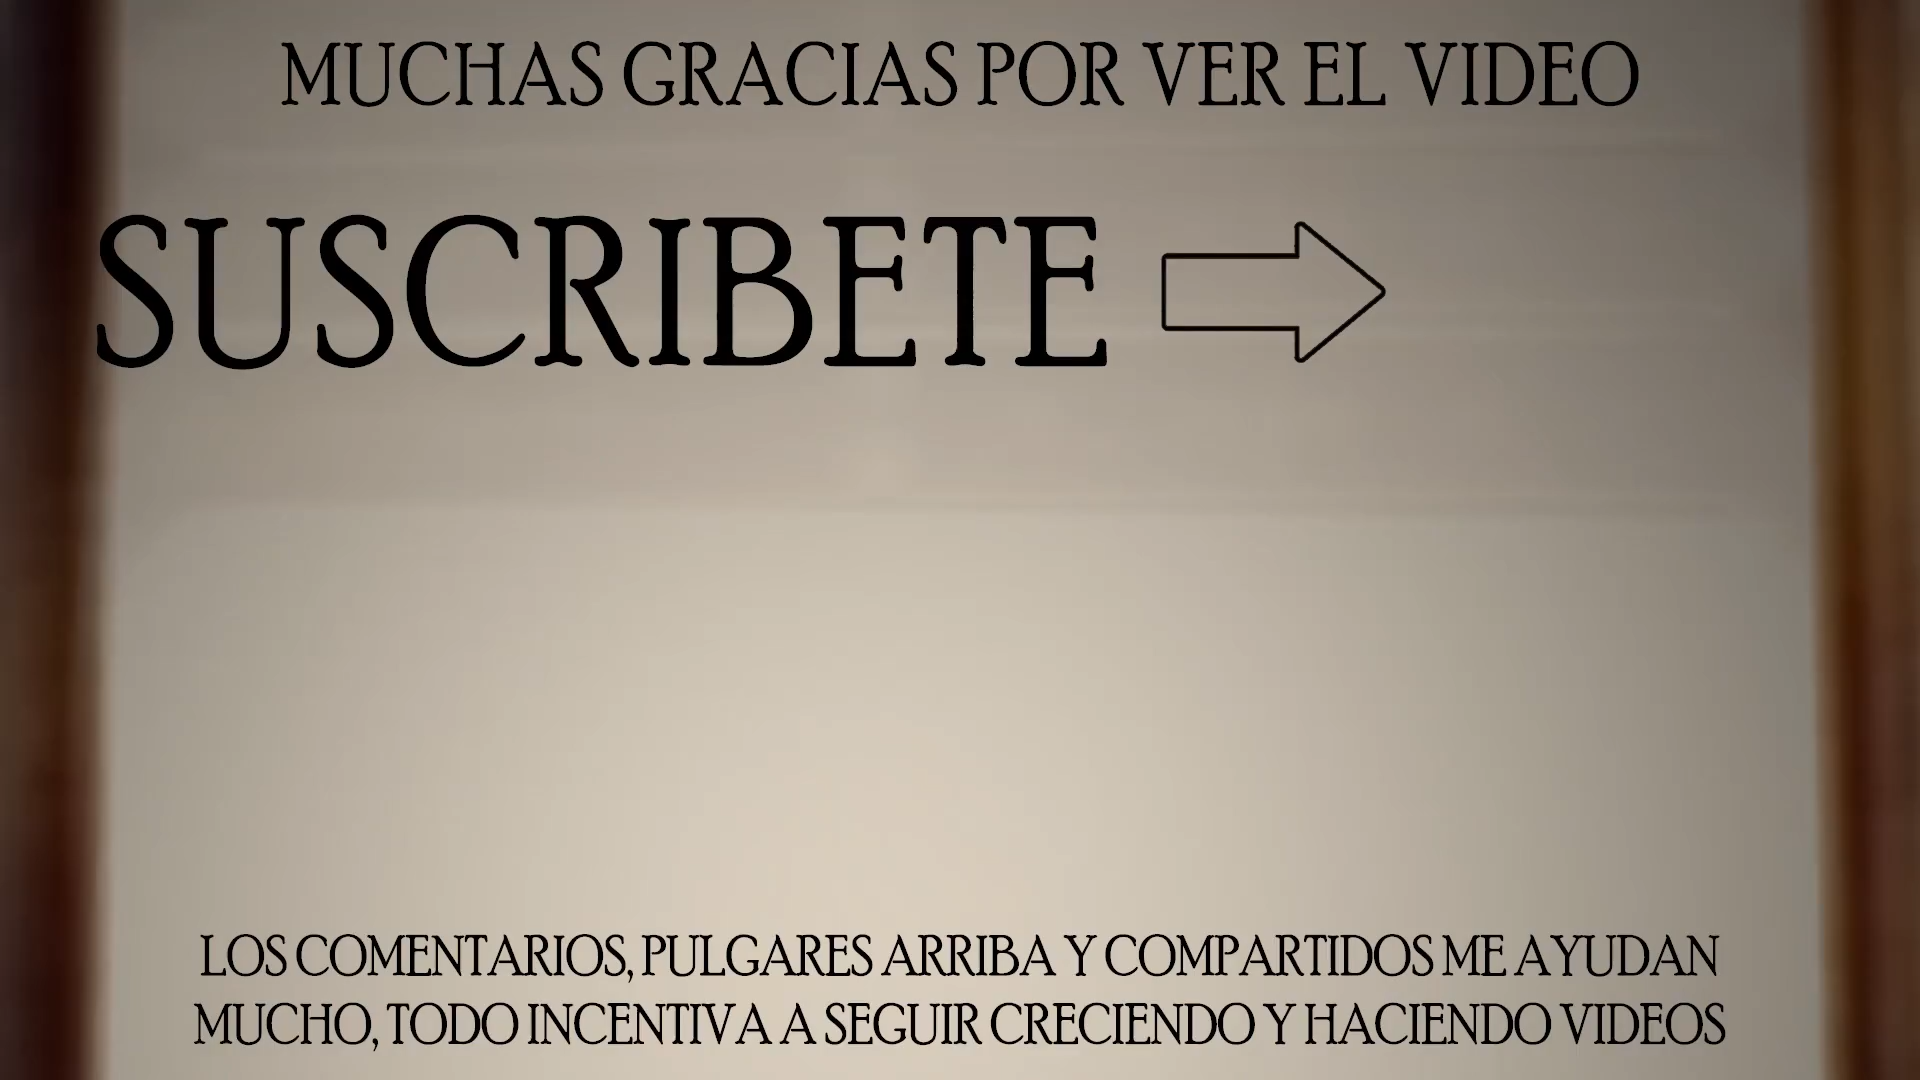 MUCHAS GRACIAS POR VER EL VIDEO
SUSCRIBETE
LOS COMENTARIOS, PULGARES ARRIBA Y COMPARTIDOS ME AYUDAN
MUCHO, TODO INCENTIVA A SEGUIR CRECIENDO Y HACIENDO VIDEOS